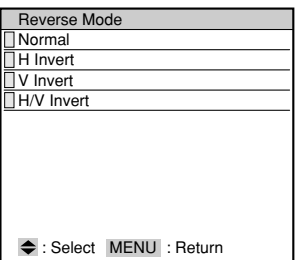 Reverse Mode
Normal
H Invert
V Invert
H/V Invert
: Select MENU : Return